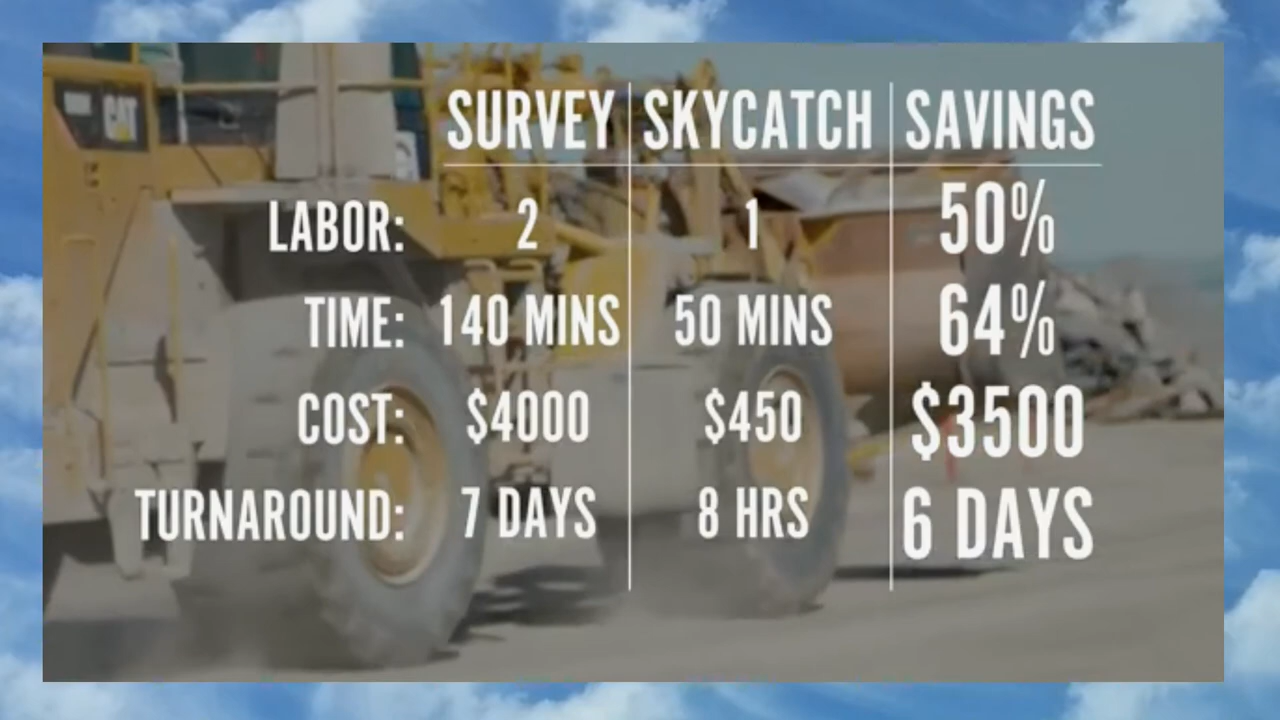 CAT
SURVEY SKYCATCH SAVINGS
LABOR: 2 1 50%
TIME: 140 MINS 50 MINS 64%
COST: $4000 $450 $3500
TURNAROUND: 7 DAYS 8 HRS 6 DAYS